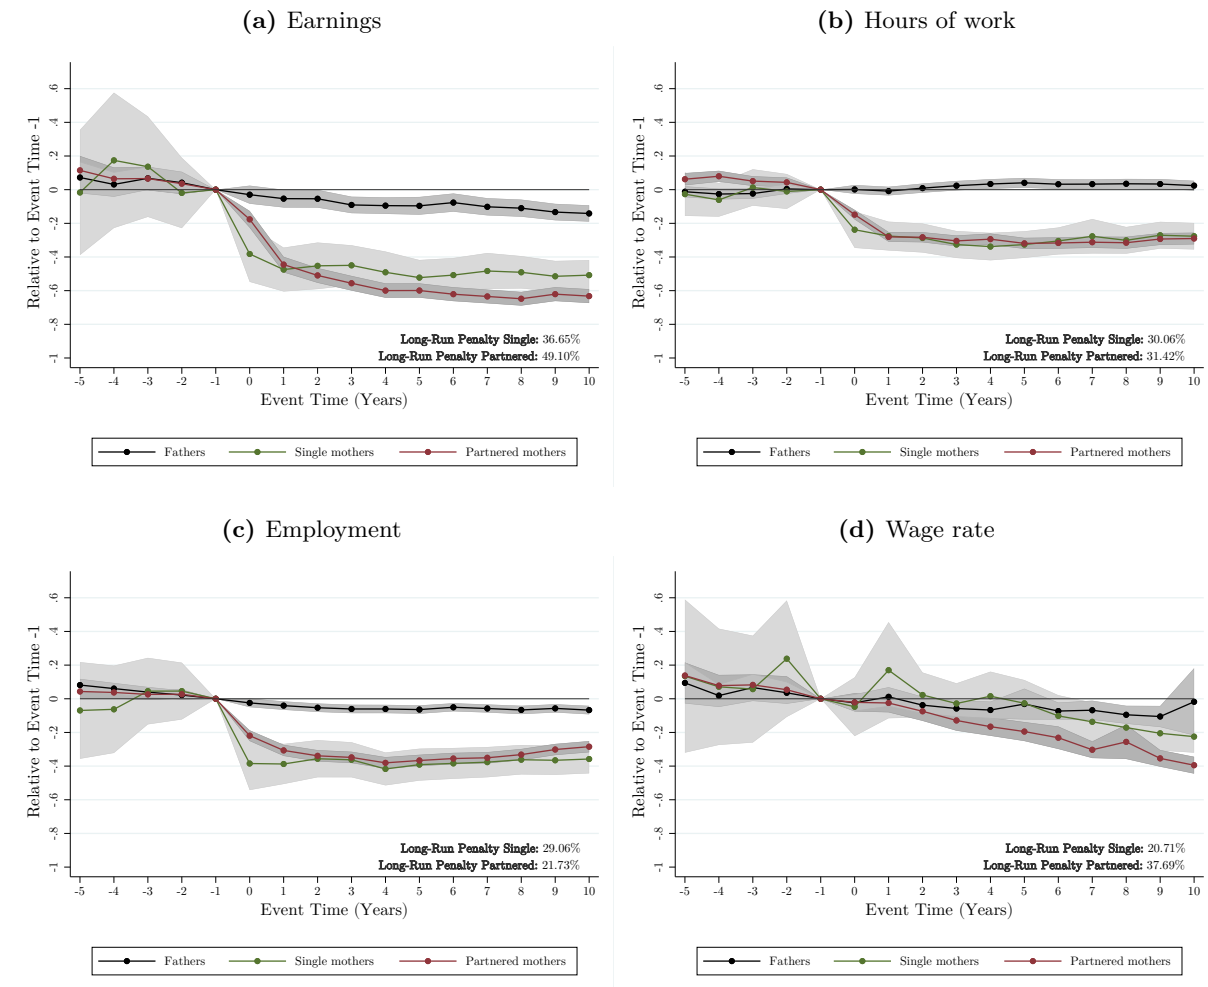 (a) Earnings
Relative to Event Time -1
.6
.4
.2
0
-.2
-.4
-.6
-.8
-1
Long-Run Penalty Single: 36.65%
Long-Run Penalty Partnered: 49.10%
-5 -4 -3 -2 -1 0 1 2 3 4 5 6 7 8 9 10
Event Time (Years)
Fathers Single mothers Partnered mothers
(b) Hours of work
Relative to Event Time -1
.6
.4
.2
0
-.2
-.4
-.6
-.8
-1
Long-Run Penalty Single: 30.06%
Long-Run Penalty Partnered: 31.42%
-5 -4 -3 -2 -1 0 1 2 3 4 5 6 7 8 9 10
Event Time (Years)
Fathers Single mothers Partnered mothers
(c) Employment
Relative to Event Time -1
.6
.4
.2
0
-.2
-.4
-.6
-.8
-1
Long-Run Penalty Single: 29.06%
Long-Run Penalty Partnered: 21.73%
-5 -4 -3 -2 -1 0 1 2 3 4 5 6 7 8 9 10
Event Time (Years)
Fathers Single mothers Partnered mothers
(d) Wage rate
Relative to Event Time -1
.6
.4
.2
0
-.2
-.4
-.6
-.8
-1
Long-Run Penalty Single: 20.71%
Long-Run Penalty Partnered: 37.69%
-5 -4 -3 -2 -1 0 1 2 3 4 5 6 7 8 9 10
Event Time (Years)
Fathers Single mothers Partnered mothers